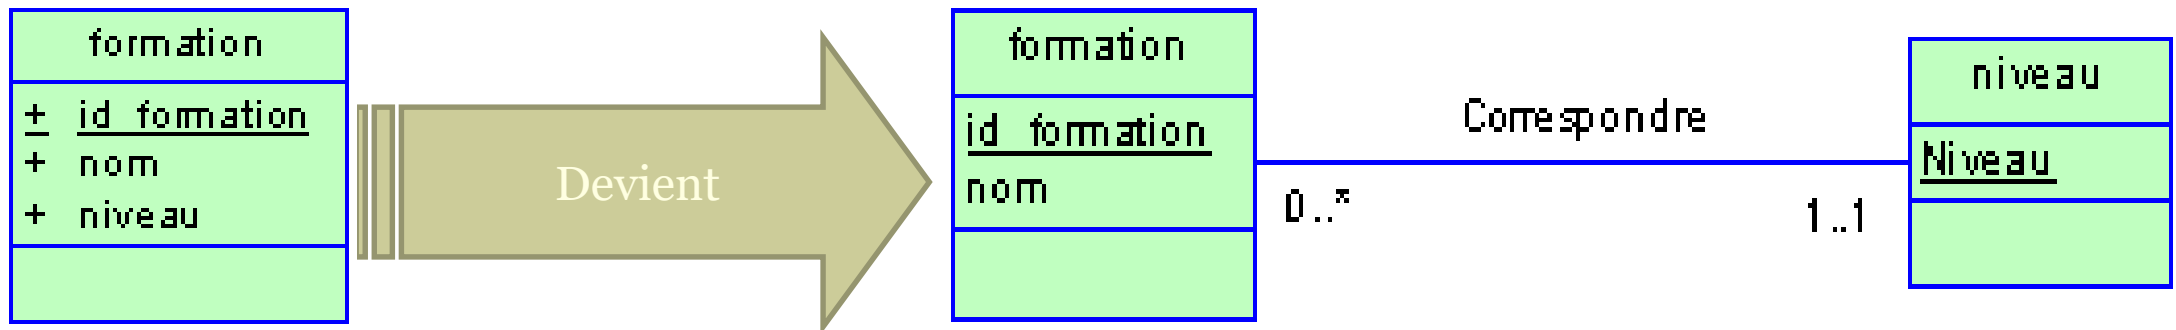 formation
+ id_formation
+ nom
+ niveau
Devient
formation
id_formation
nom
Correspondre
0..*
1..1
niveau
Niveau